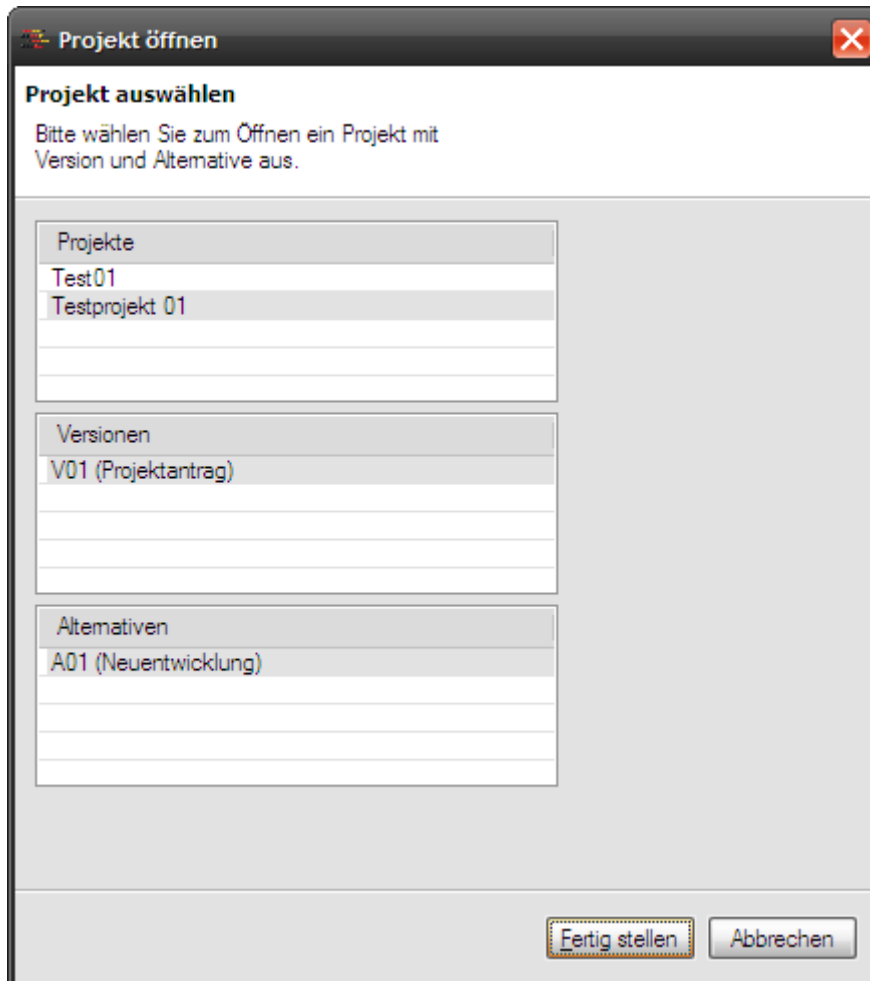 Projekt öffnen
Projekt auswählen
Bitte wählen Sie zum Öffnen ein Projekt mit
Version und Alternative aus.
Projekte
Test01
Testprojekt 01
Versionen
V01 (Projektantrag)
Alternativen
A01 (Neuentwicklung)
Fertig stellen
Abbrechen